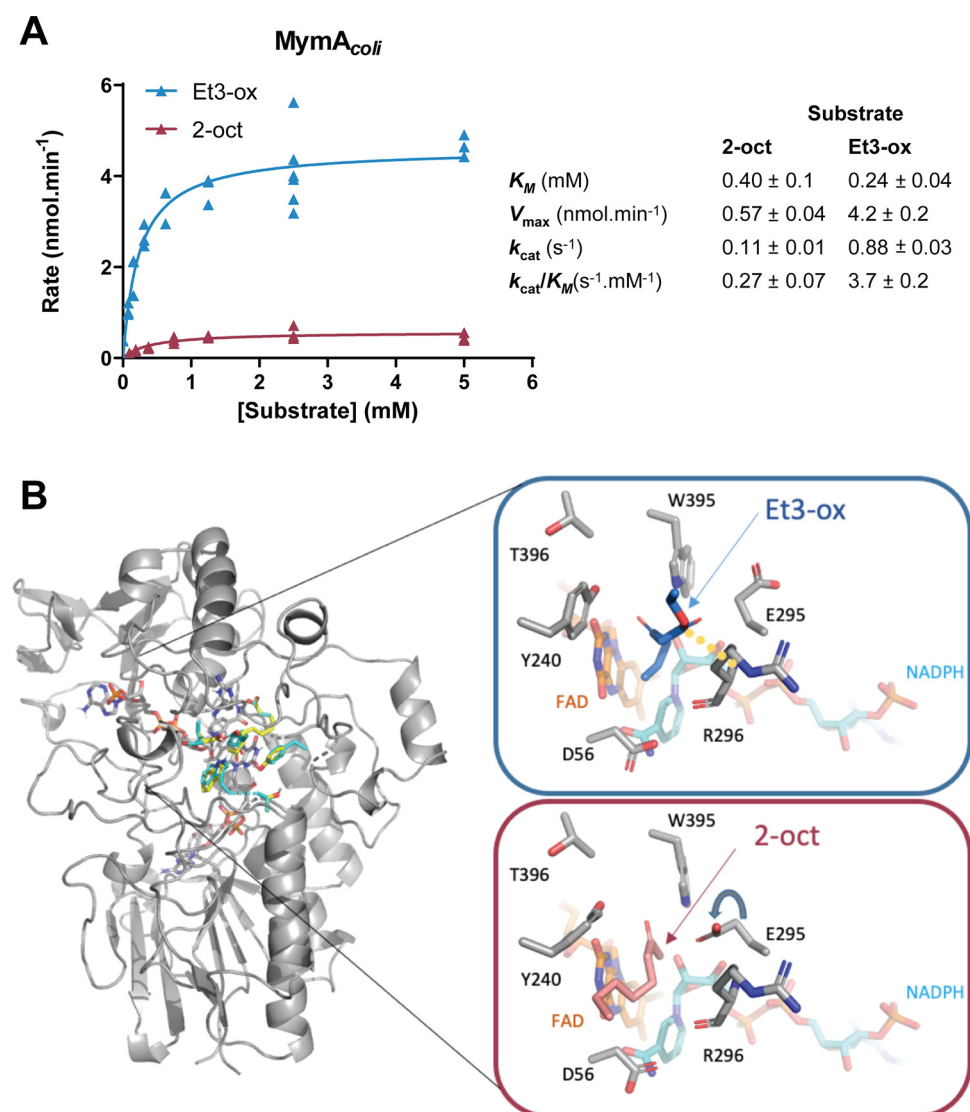 A
MymAcoli
Et3-ox
2-oct
6
4
2
0
Rate (nmol.min-1)
0 1 2 3 4 5 6
[Substrate] (mM)
Substrate
2-oct Et3-ox
KM (mM) 0.40 ± 0.1 0.24 ± 0.04
Vmax (nmol.min-1) 0.57 ± 0.04 4.2 ± 0.2
kcat (s-1) 0.11 ± 0.01 0.88 ± 0.03
kcat/KM(s-1.mM-1) 0.27 ± 0.07 3.7 ± 0.2
B
W395
Et3-ox
T396
E295
Y240
NADPH
FAD
R296
D56
W395
2-oct
T396
E295
Y240
NADPH
FAD
R296
D56